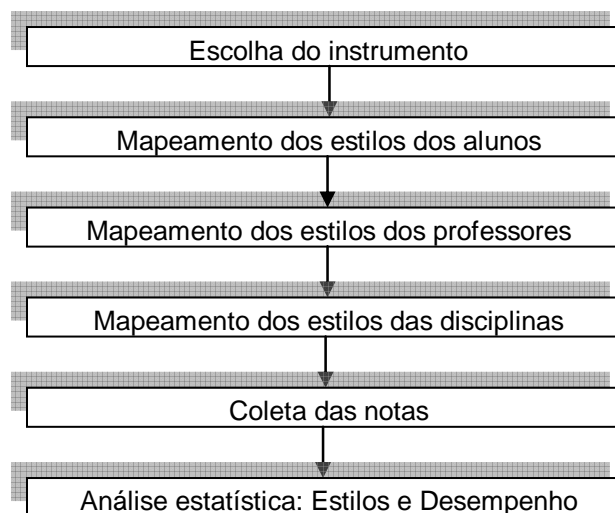 Escolha do instrumento
Mapeamento dos estilos dos alunos
Mapeamento dos estilos dos professores
Mapeamento dos estilos das disciplinas
Coleta das notas
Análise estatística: Estilos e Desempenho